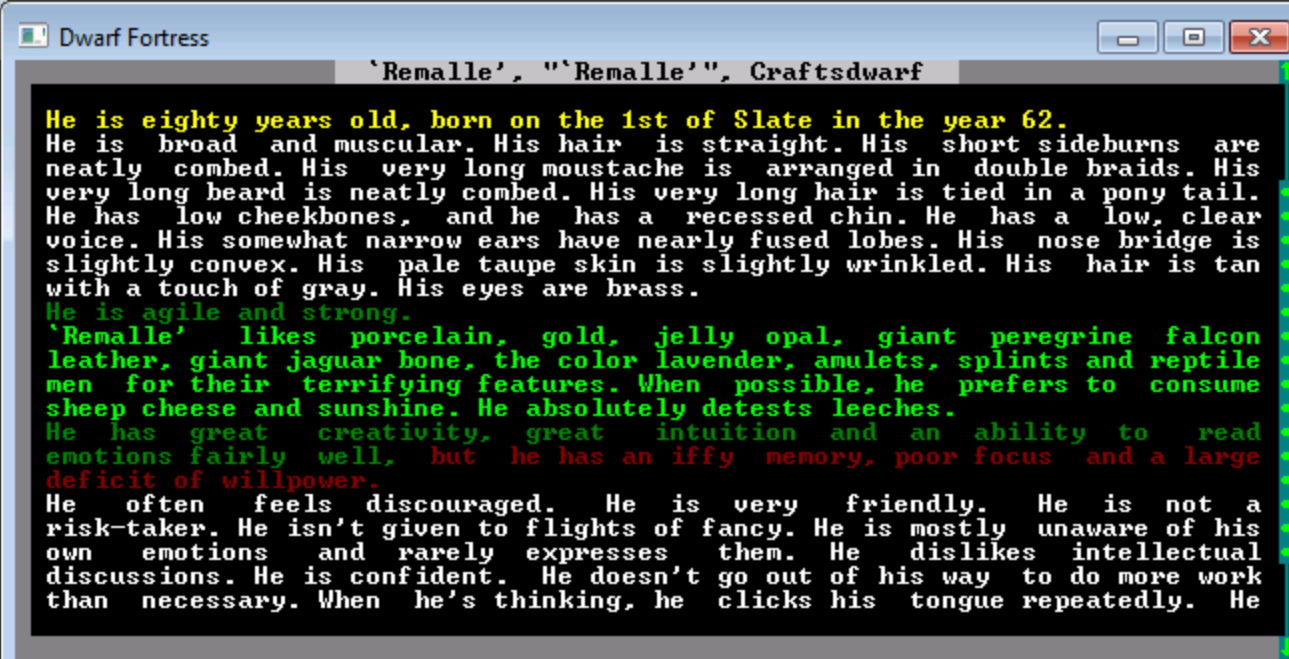 Dwarf Fortress
`Remalle', "`Remalle'", Craftsdwarf
He is eighty years old, born on the 1st of Slate in the year 62.
He is broad and muscular. His hair is straight. His short sideburns are
neatly combed. His very long moustache is arranged in double braids. His
very long beard is neatly combed. His very long hair is tied in a pony tail.
He has low cheekbones, and he has a recessed chin. He has a low, clear
voice. His somewhat narrow ears have nearly fused lobes. His nose bridge is
slightly convex. His pale taupe skin is slightly wrinkled. His hair is tan
with a touch of gray. His eyes are brass.
He is agile and strong.
`Remalle' likes porcelain, gold, jelly opal, giant peregrine falcon
leather, giant jaguar bone, the color lavender, amulets, splints and reptile
men for their terrifying features. When possible, he prefers to consume
sheep cheese and sunshine. He absolutely detests leeches.
He has great creativity, great intuition and an ability to read
emotions fairly well, but he has an iffy memory, poor focus and a large
deficit of willpower.
He often feels discouraged. He is very friendly. He is not a
risk-taker. He isn't given to flights of fancy. He is mostly unaware of his
own emotions and rarely expresses them. He dislikes intellectual
discussions. He is confident. He doesn't go out of his way to do more work
than necessary. When he's thinking, he clicks his tongue repeatedly. He